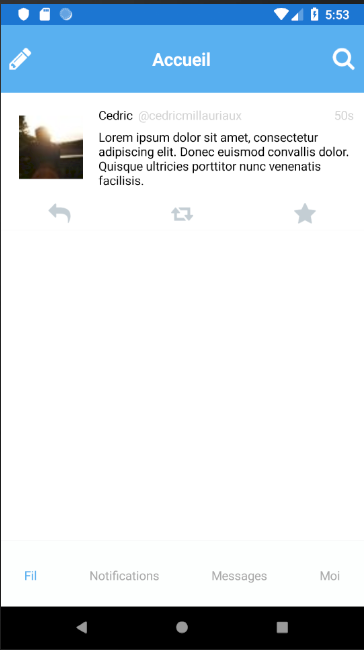 5:53
Accueil
Cedric @cedricmillauriaux 50s
Lorem ipsum dolor sit amet, consectetur
adipiscing elit. Donec euismod convallis dolor.
Quisque ultricies porttitor nunc venenatis
facilisis.
Fil Notifications Messages Moi